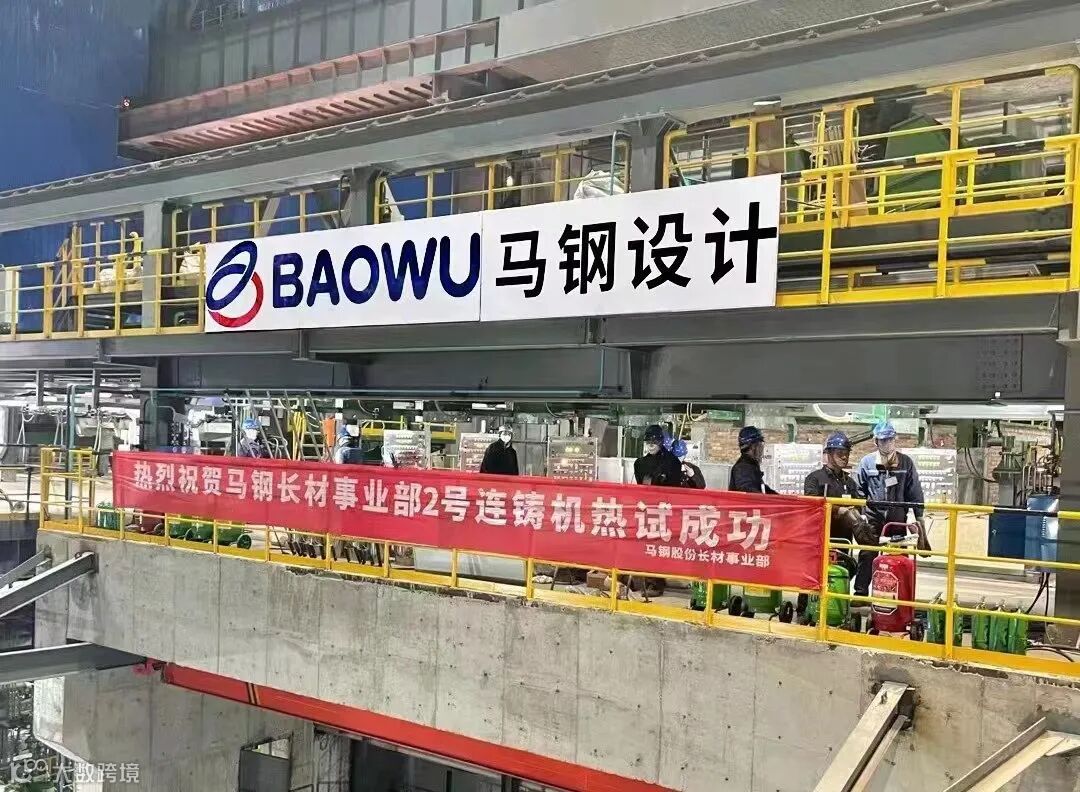 BAOWU 马钢设计
热烈祝贺马钢长材事业部2号连铸机热试成功
马钢股份长材事业部
大数跨境